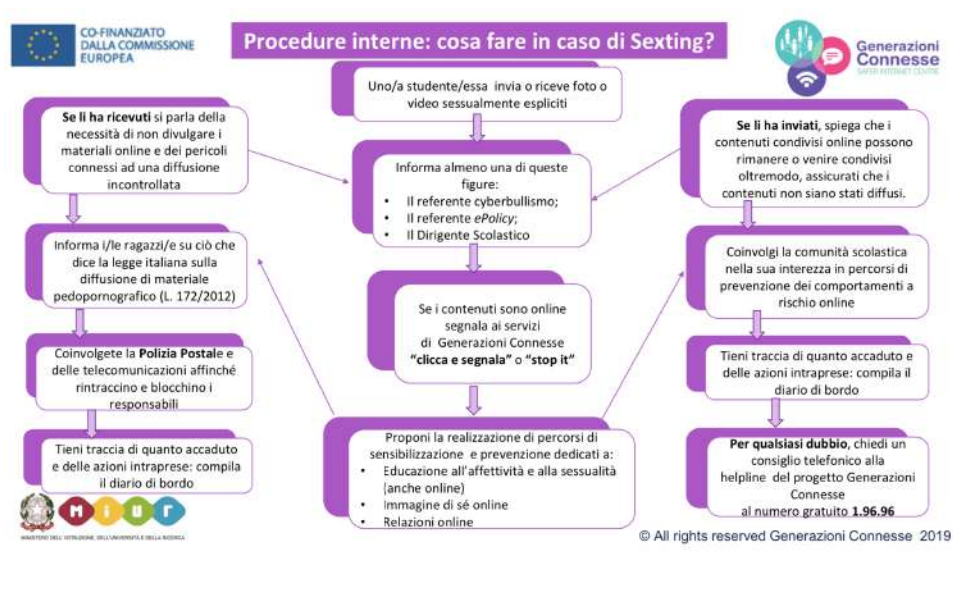 CO-FINANZIATO
DALLA COMMISSIONE
EUROPEA
Procedure interne: cosa fare in caso di Sexting?
Generazioni
Connesse
SAFER INTERNET CENTRE
Uno/a studente/essa invia o riceve foto o
video sessualmente espliciti
Se li ha ricevuti si parla della
necessità di non divulgare i
materiali online e dei pericoli
connessi ad una diffusione
incontrollata
Informa i/le ragazzi/e su ciò che
dice la legge italiana sulla
diffusione di materiale
pedopornografico (L. 172/2012)
Coinvolgete la Polizia Postale e
delle telecomunicazioni affinché
rintraccino e blocchino i
responsabili
Tieni traccia di quanto accaduto
e delle azioni intraprese: compila
il diario di bordo
Informa almeno una di queste
figure:
• Il referente cyberbullismo;
• Il referente ePolicy;
• Il Dirigente Scolastico
Se i contenuti sono online
segnala ai servizi
di Generazioni Connesse
“clicca e segnala” o “stop it”
Proponi la realizzazione di percorsi di
sensibilizzazione e prevenzione dedicati a:
• Educazione all’affettività e alla sessualità
(anche online)
• Immagine di sé online
• Relazioni online
Se li ha inviati, spiega che i
contenuti condivisi online possono
rimanere o venire condivisi
oltremodo, assicurati che i
contenuti non siano stati diffusi.
Coinvolgi la comunità scolastica
nella sua interezza in percorsi di
prevenzione dei comportamenti a
rischio online
Tieni traccia di quanto accaduto e
delle azioni intraprese: compila il
diario di bordo
Per qualsiasi dubbio, chiedi un
consiglio telefonico alla
helpline del progetto Generazioni
Connesse
al numero gratuito 1.96.96
MIUR
MINISTERO DELL'ISTRUZIONE, DELL'UNIVERSITÀ E DELLA RICERCA
© All rights reserved Generazioni Connesse 2019